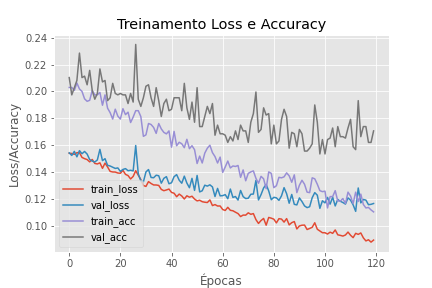 Treinamento Loss e Accuracy
Loss/Accuracy
0.24
0.22
0.20
0.18
0.16
0.14
0.12
0.10
train_loss
val_loss
train_acc
val_acc
0
20
40
60
80
100
120
Épocas